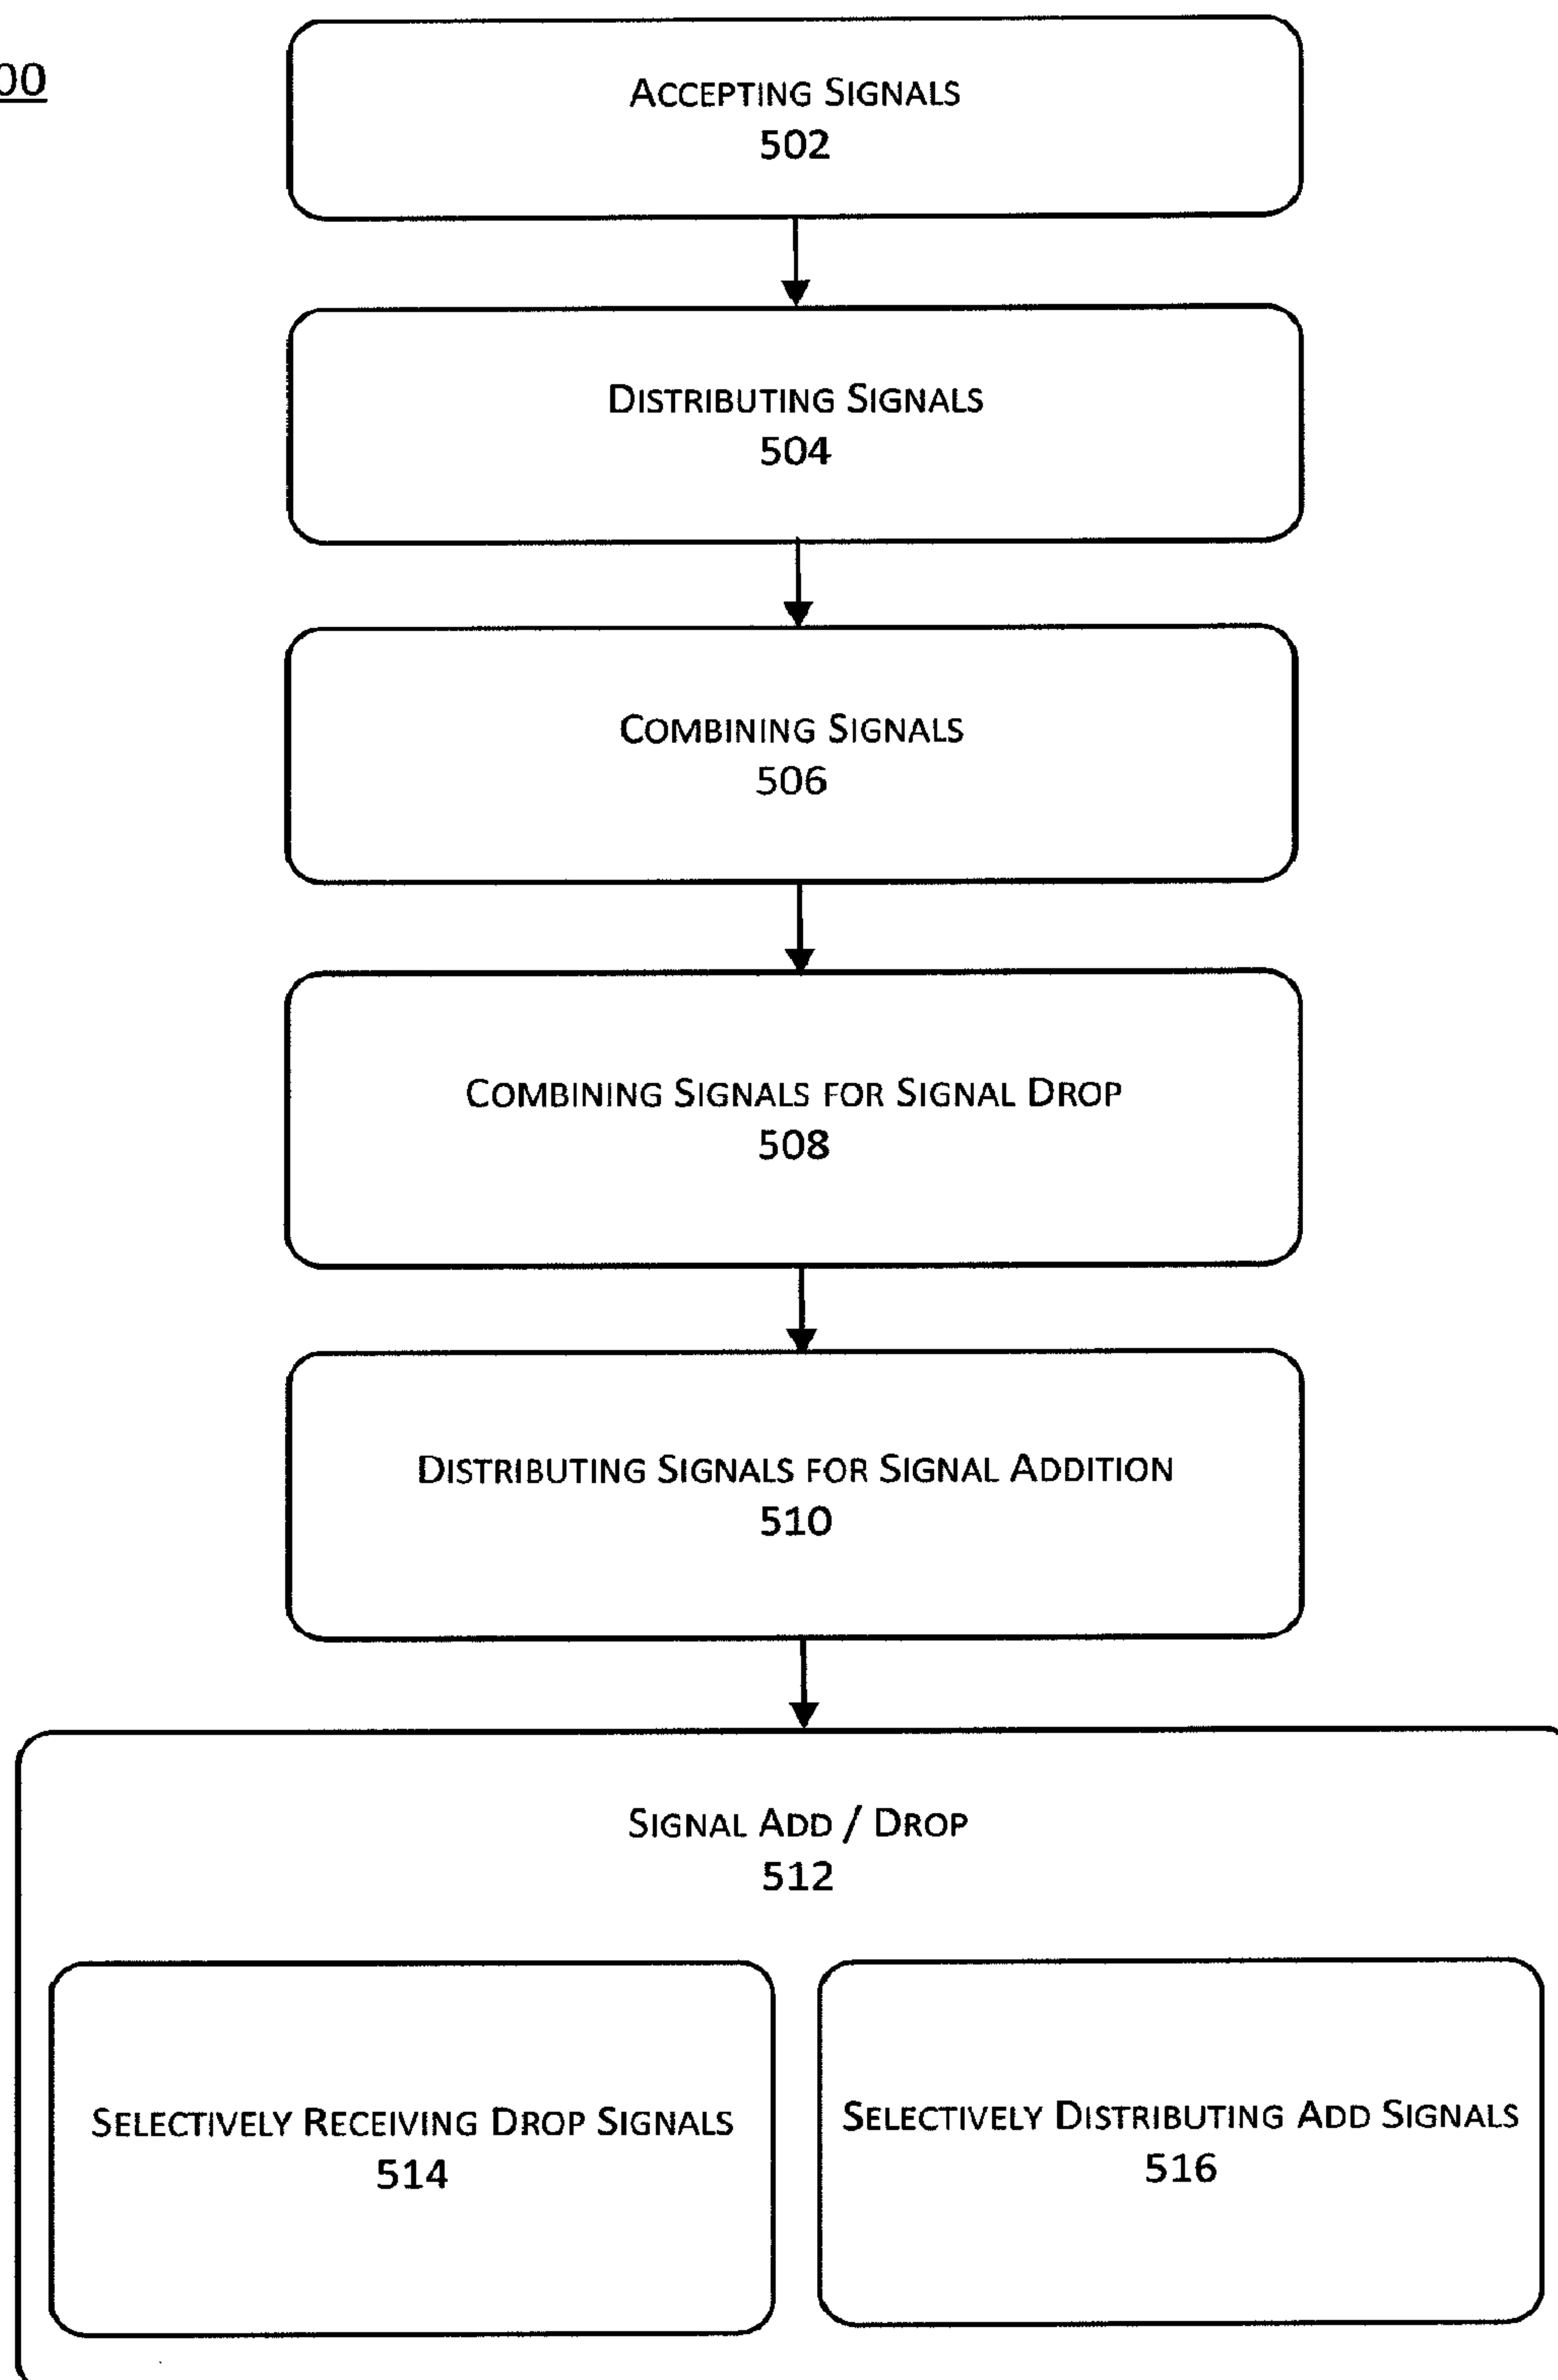 00
ACCEPTING SIGNALS
502
DISTRIBUTING SIGNALS
504
COMBINING SIGNALS
506
COMBINING SIGNALS FOR SIGNAL DROP
508
DISTRIBUTING SIGNALS FOR SIGNAL ADDITION
510
SIGNAL ADD / DROP
512
SELECTIVELY RECEIVING DROP SIGNALS
514
SELECTIVELY DISTRIBUTING ADD SIGNALS
516